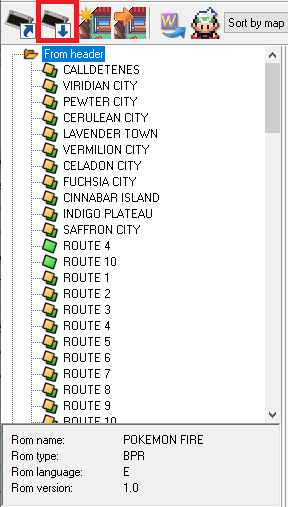 Sort by map
From header
CALLDETENES
VIRIDIAN CITY
PEWTER CITY
CERULEAN CITY
LAVENDER TOWN
VERMILION CITY
CELADON CITY
FUCHSIA CITY
CINNABAR ISLAND
INDIGO PLATEAU
SAFFRON CITY
ROUTE 4
ROUTE 10
ROUTE 1
ROUTE 2
ROUTE 3
ROUTE 4
ROUTE 5
ROUTE 6
ROUTE 7
ROUTE 8
ROUTE 9
ROUTE 10
Rom name: POKEMON FIRE
Rom type: BPR
Rom language: E
Rom version: 1.0